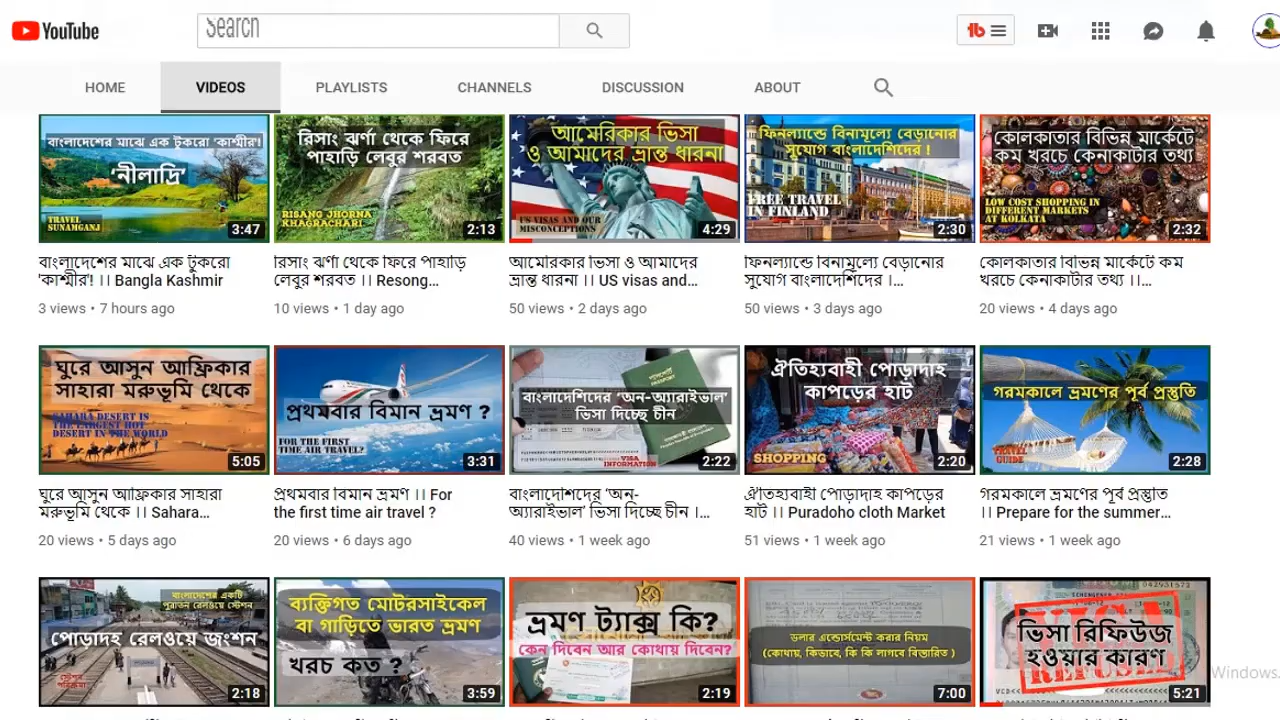 YouTube
Search
HOME
VIDEOS
PLAYLISTS
CHANNELS
DISCUSSION
ABOUT
বাংলাদেশের মাঝে এক টুকরো 'কাশ্মীর'!
'নীলাদ্রি'
TRAVEL
SUNAMGANJ
3:47
রিসাং ঝর্ণা থেকে ফিরে
পাহাড়ি লেবুর শরবত
RISANG JHORNA
KHAGRACHARI
2:13
আমেরিকার ভিসা
ও আমাদের ভ্রান্ত ধারনা
US VISAS AND OUR
MISCONCEPTIONS
4:29
ফিনল্যান্ডে বিনামূল্যে বেড়ানোর
সুযোগ বাংলাদেশিদের !
FREE TRAVEL
IN FINLAND
2:30
কোলকাতার বিভিন্ন মার্কেটে
কম খরচে কেনাকাটার তথ্য
LOW COST SHOPPING IN
DIFFERENT MARKETS
AT KOLKATA
2:32
বাংলাদেশের মাঝে এক টুকরো
'কাশ্মীর'! ।। Bangla Kashmir
3 views • 7 hours ago
রিসাং ঝর্ণা থেকে ফিরে পাহাড়ি
লেবুর শরবত ।। Resong...
10 views • 1 day ago
আমেরিকার ভিসা ও আমাদের
ভ্রান্ত ধারনা ।। US visas and...
50 views • 2 days ago
ফিনল্যান্ডে বিনামূল্যে বেড়ানোর
সুযোগ বাংলাদেশিদের ।...
50 views • 3 days ago
কোলকাতার বিভিন্ন মার্কেটে কম
খরচে কেনাকাটার তথ্য ।।...
20 views • 4 days ago
ঘুরে আসুন আফ্রিকার
সাহারা মরুভূমি থেকে
SAHARA DESERT IS
THE LARGEST HOT
DESERT IN THE WORLD
5:05
প্রথমবার বিমান ভ্রমণ ?
FOR THE FIRST
TIME AIR TRAVEL?
3:31
বাংলাদেশিদের 'অন-অ্যারাইভাল'
ভিসা দিচ্ছে চীন
VISA
INFORMATION
2:22
ঐতিহ্যবাহী পোড়াদাহ
কাপড়ের হাট
SHOPPING
2:20
গরমকালে ভ্রমণের পূর্ব প্রস্তুতি
TRAVEL
GUIDE
2:28
ঘুরে আসুন আফ্রিকার সাহারা
মরুভূমি থেকে ।। Sahara...
20 views • 5 days ago
প্রথমবার বিমান ভ্রমণ ।। For
the first time air travel ?
20 views • 6 days ago
বাংলাদেশিদের 'অন-
অ্যারাইভাল' ভিসা দিচ্ছে চীন ।...
40 views • 1 week ago
ঐতিহ্যবাহী পোড়াদাহ কাপড়ের
হাট ।। Puradoho cloth Market
51 views • 1 week ago
গরমকালে ভ্রমণের পূর্ব প্রস্তুতি
।। Prepare for the summer...
21 views • 1 week ago
বাংলাদেশের একটি
পুরাতন রেলওয়ে স্টেশন
পোড়াদহ রেলওয়ে জংশন
2:18
ব্যক্তিগত মোটরসাইকেল
বা গাড়িতে ভারত ভ্রমণ
খরচ কত ?
3:59
ভ্রমণ ট্যাক্স কি?
কেন দিবেন আর কোথায় দিবেন?
2:19
ডলার এন্ডোর্সমেন্ট করার নিয়ম
(কোথায়, কিভাবে, কি কি লাগবে বিস্তারিত )
7:00
ভিসা রিফিউজ
হওয়ার কারণ
5:21
Windows.